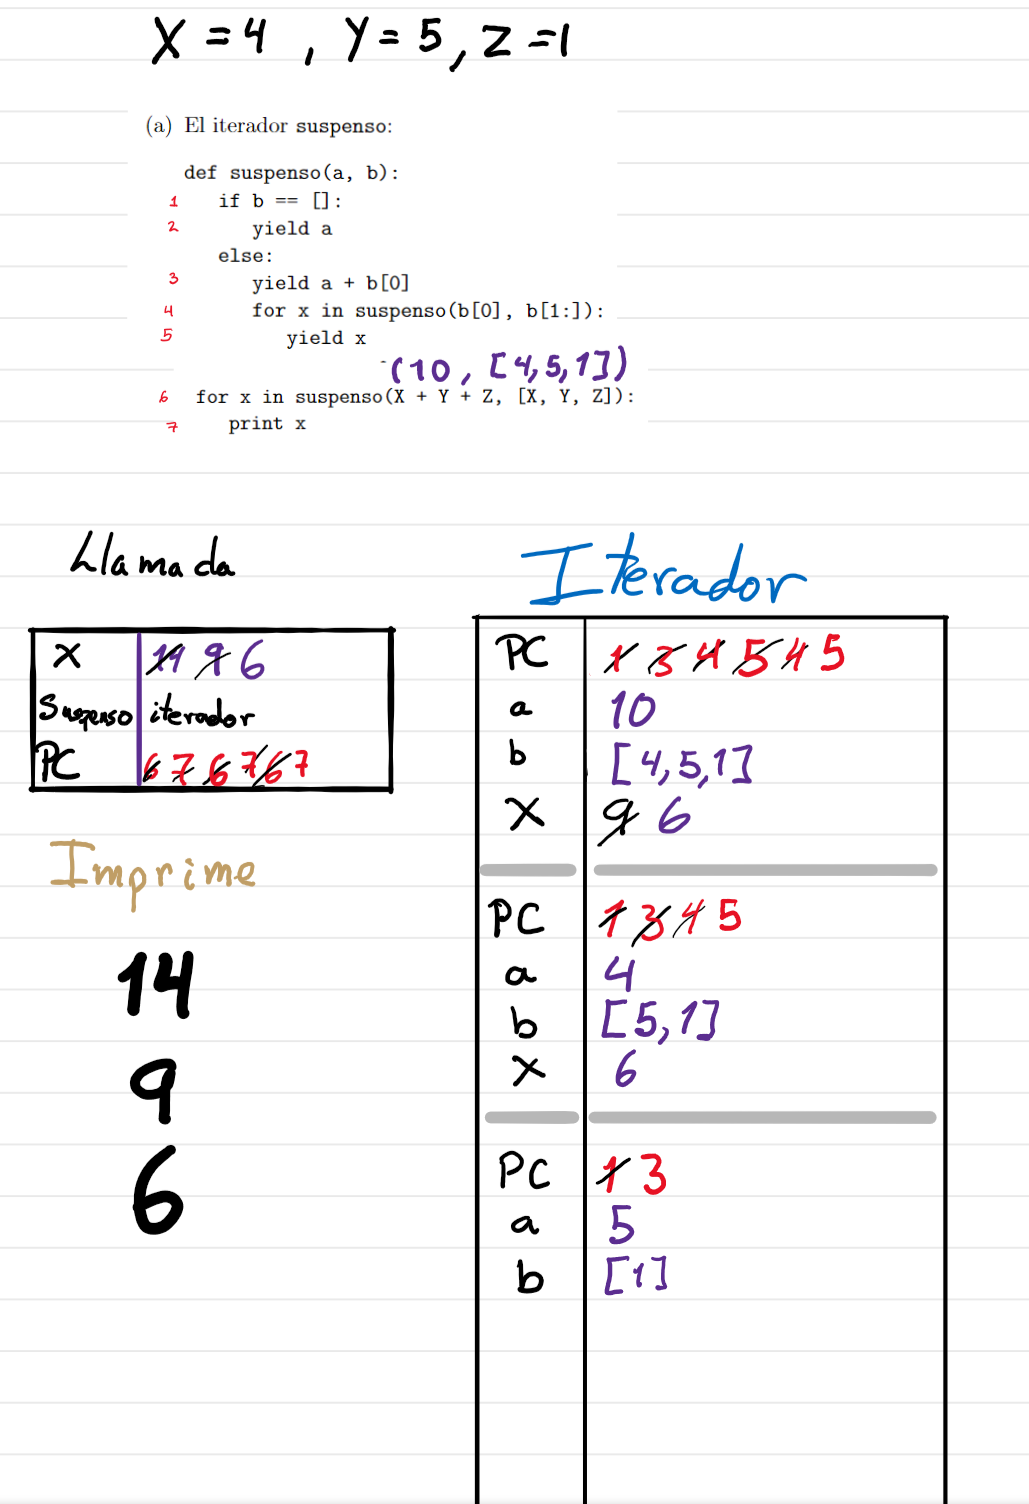 X = 4 , Y = 5, Z = 1
(a) El iterador suspenso:
def suspenso(a, b):
1 if b == []:
2 yield a
else:
3 yield a + b[0]
4 for x in suspenso(b[0], b[1:]):
5 yield x
(10, [4,5,1])
6 for x in suspenso(X + Y + Z, [X, Y, Z]):
7 print x
Llamada
X 14 9 6
Suspenso iterador
PC 6 7 6 7 6 7
Imprime
14
9
6
Iterador
PC 1 3 4 5 4 5
a 10
b [4,5,1]
X 9 6
PC 1 3 4 5
a 4
b [5,1]
X 6
PC 1 3
a 5
b [1]